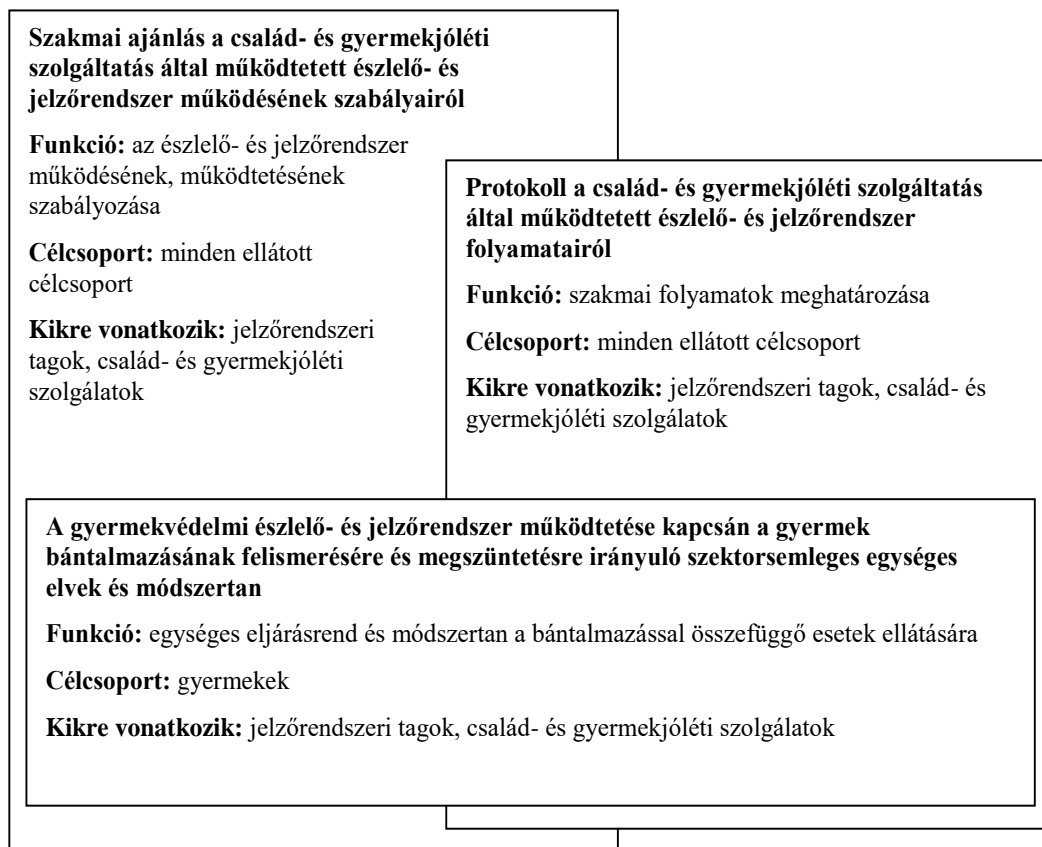 Szakmai ajánlás a család- és gyermekjóléti
szolgáltatás által működtetett észlelő- és
jelzőrendszer működésének szabályairól
Funkció: az észlelő- és jelzőrendszer
működésének, működtetésének
szabályozása
Célcsoport: minden ellátott
célcsoport
Kikre vonatkozik: jelzőrendszeri
tagok, család- és gyermekjóléti
szolgálatok
Protokoll a család- és gyermekjóléti szolgáltatás
által működtetett észlelő- és jelzőrendszer
folyamatairól
Funkció: szakmai folyamatok meghatározása
Célcsoport: minden ellátott célcsoport
Kikre vonatkozik: jelzőrendszeri tagok, család- és
gyermekjóléti szolgálatok
A gyermekvédelmi észlelő- és jelzőrendszer működtetése kapcsán a gyermek
bántalmazásának felismerésére és megszüntetésre irányuló szektorsemleges egységes
elvek és módszertan
Funkció: egységes eljárásrend és módszertan a bántalmazással összefüggő esetek ellátására
Célcsoport: gyermekek
Kikre vonatkozik: jelzőrendszeri tagok, család- és gyermekjóléti szolgálatok